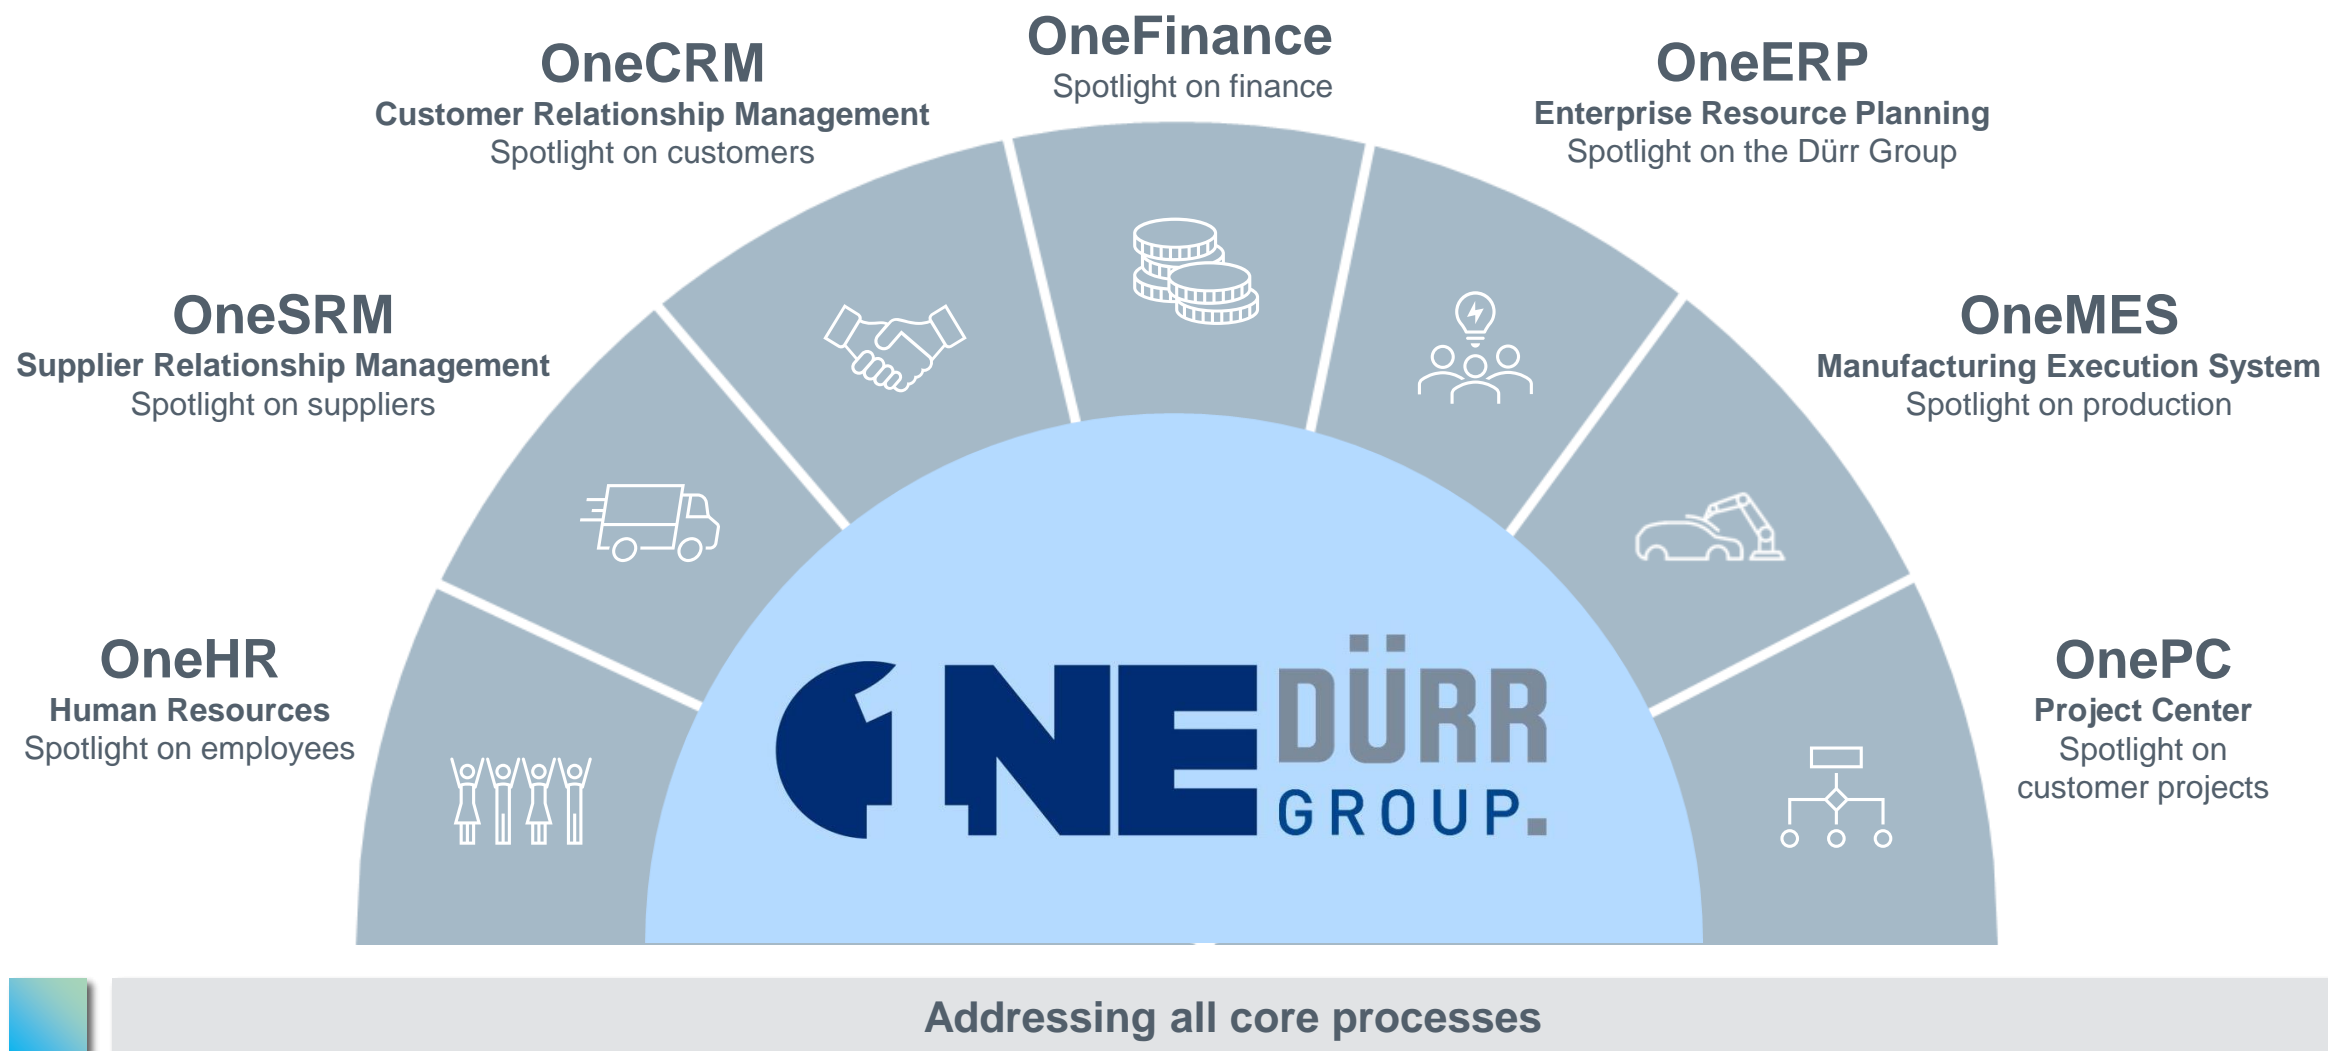 OneFinance
Spotlight on finance
OneCRM
Customer Relationship Management
Spotlight on customers
OneERP
Enterprise Resource Planning
Spotlight on the Dürr Group
OneSRM
Supplier Relationship Management
Spotlight on suppliers
OneMES
Manufacturing Execution System
Spotlight on production
OneHR
Human Resources
Spotlight on employees
ONE DÜRR
GROUP.
OnePC
Project Center
Spotlight on
customer projects
Addressing all core processes